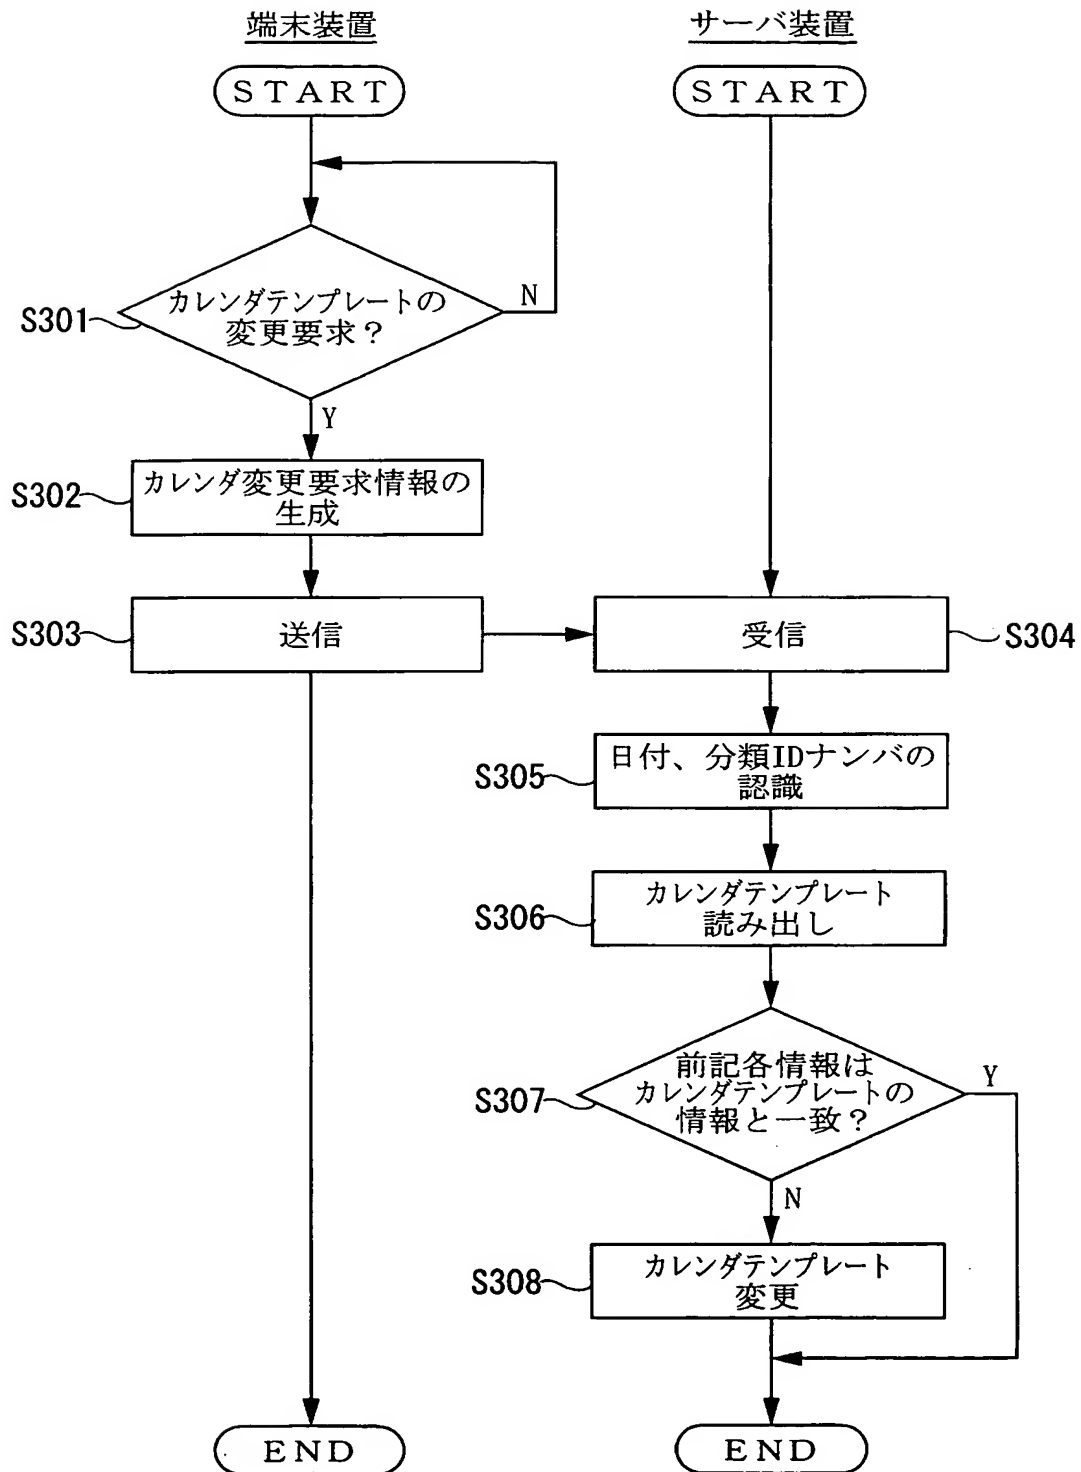 端末装置
サーバ装置
START
START
S301
カレンダテンプレートの
変更要求？
N
Y
S302
カレンダ変更要求情報の
生成
S303
送信
受信
S304
S305
日付、分類IDナンバの
認識
S306
カレンダテンプレート
読み出し
S307
前記各情報は
カレンダテンプレートの
情報と一致？
Y
N
S308
カレンダテンプレート
変更
END
END